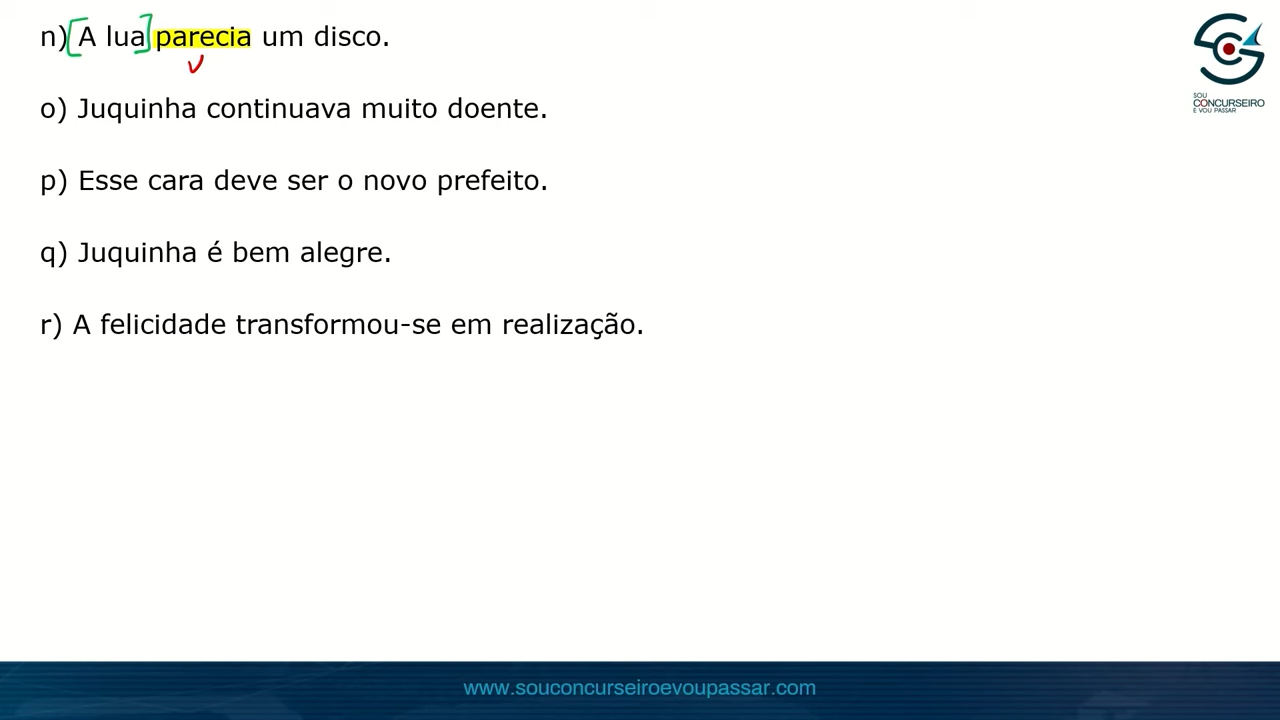 n) [A lua] parecia um disco.
v
o) Juquinha continuava muito doente.
p) Esse cara deve ser o novo prefeito.
q) Juquinha é bem alegre.
r) A felicidade transformou-se em realização.
SOU
CONCURSEIRO
E VOU PASSAR
www.souconcurseiroevoupassar.com